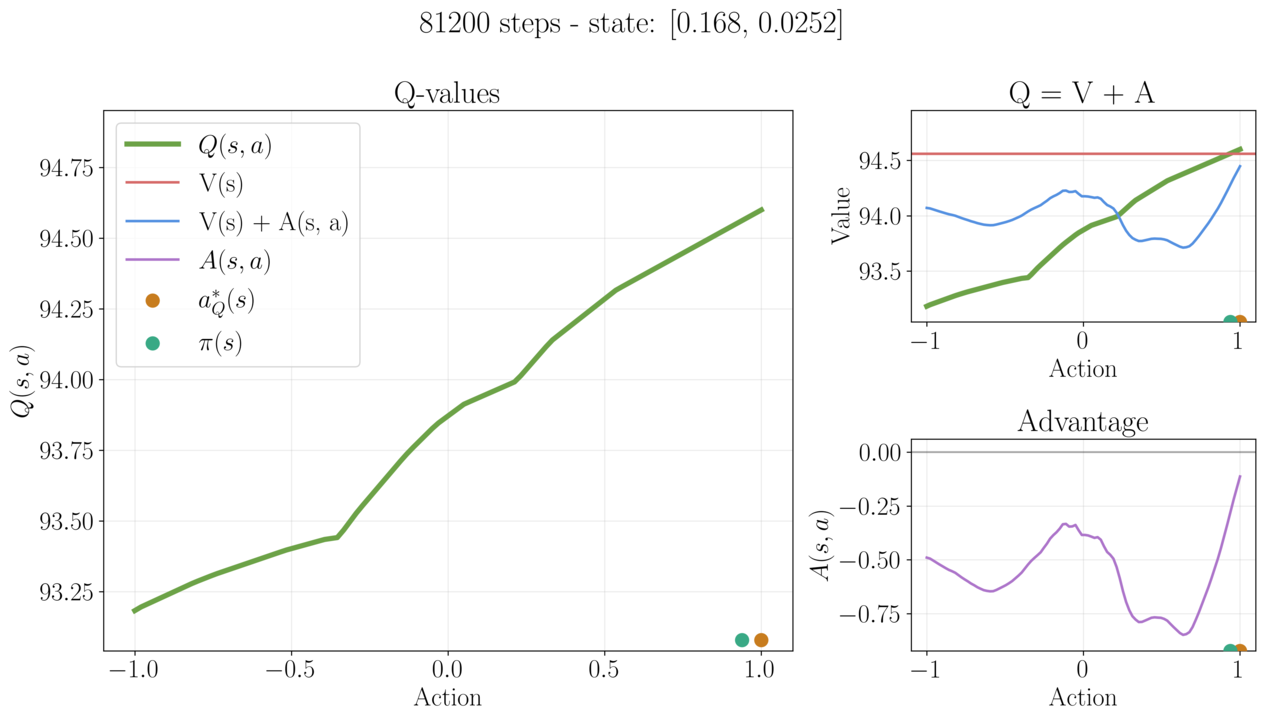 81200 steps - state: [0.168, 0.0252]
Q-values
Q(s, a)
V(s)
V(s) + A(s, a)
A(s, a)
a*Q(s)
π(s)
94.75
94.50
94.25
94.00
93.75
93.50
93.25
Q(s, a)
−1.0
−0.5
0.0
0.5
1.0
Action
Q = V + A
94.5
94.0
93.5
Value
−1
0
1
Action
Advantage
0.00
−0.25
−0.50
−0.75
A(s, a)
−1
0
1
Action